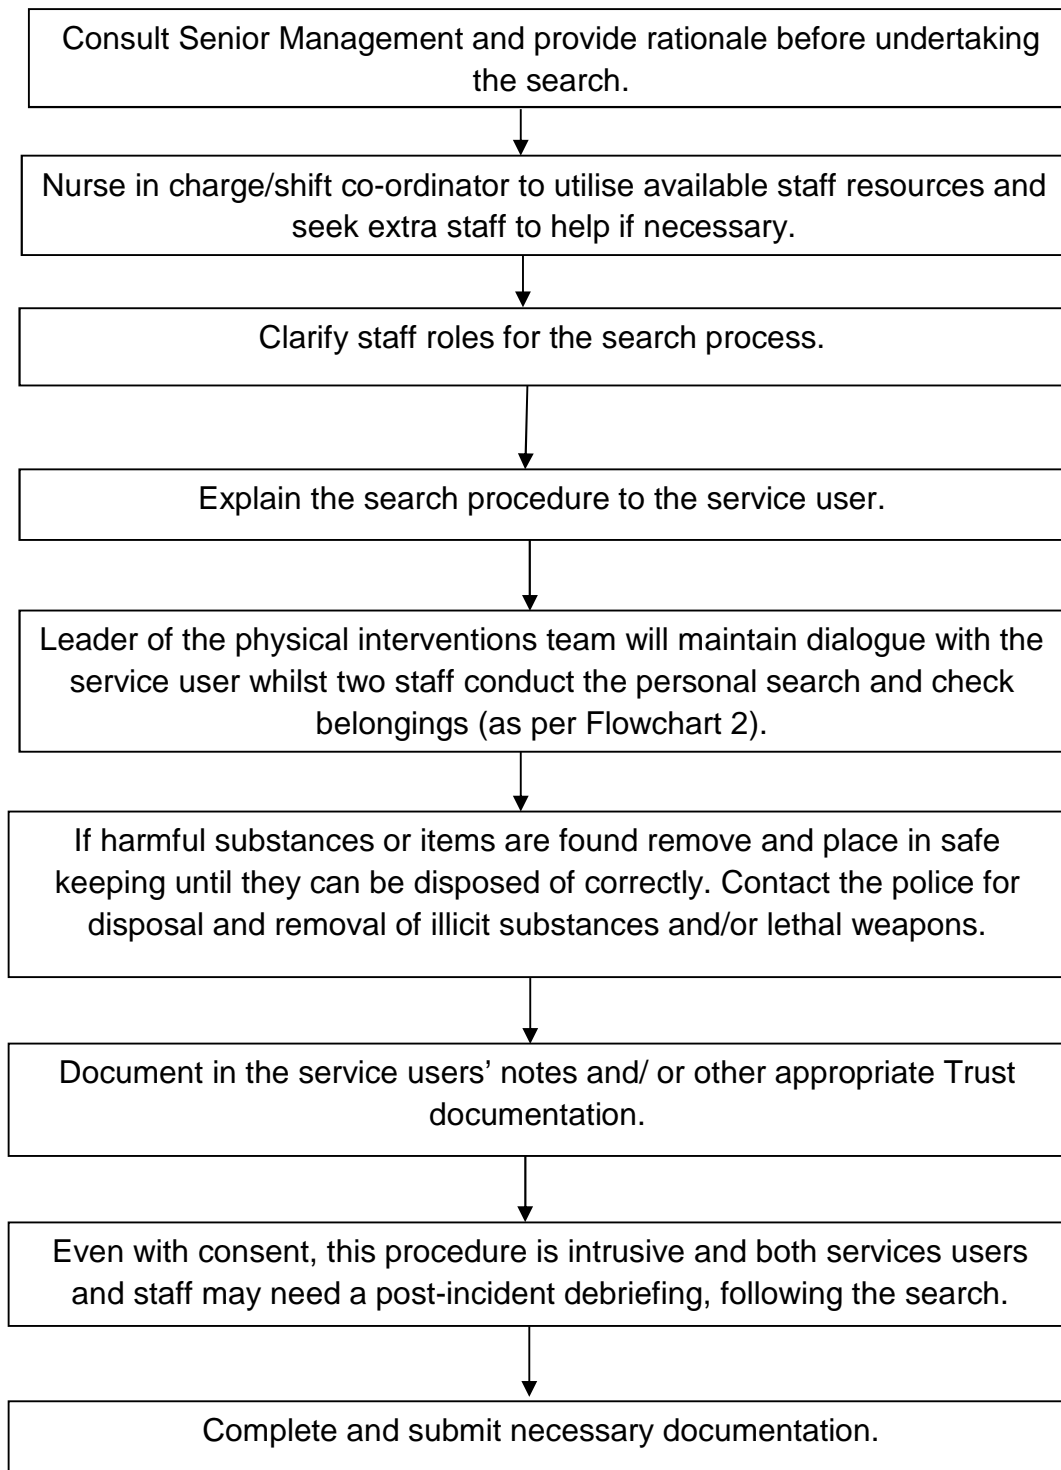 Consult Senior Management and provide rationale before undertaking
the search.
Nurse in charge/shift co-ordinator to utilise available staff resources and
seek extra staff to help if necessary.
Clarify staff roles for the search process.
Explain the search procedure to the service user.
Leader of the physical interventions team will maintain dialogue with the
service user whilst two staff conduct the personal search and check
belongings (as per Flowchart 2).
If harmful substances or items are found remove and place in safe
keeping until they can be disposed of correctly. Contact the police for
disposal and removal of illicit substances and/or lethal weapons.
Document in the service users’ notes and/ or other appropriate Trust
documentation.
Even with consent, this procedure is intrusive and both services users
and staff may need a post-incident debriefing, following the search.
Complete and submit necessary documentation.